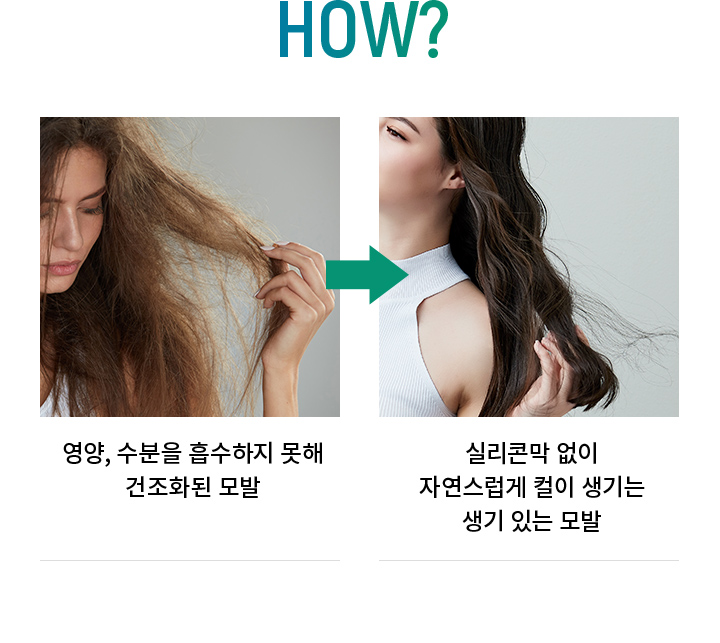 HOW?
영양, 수분을 흡수하지 못해
건조화된 모발
실리콘막 없이
자연스럽게 컬이 생기는
생기 있는 모발